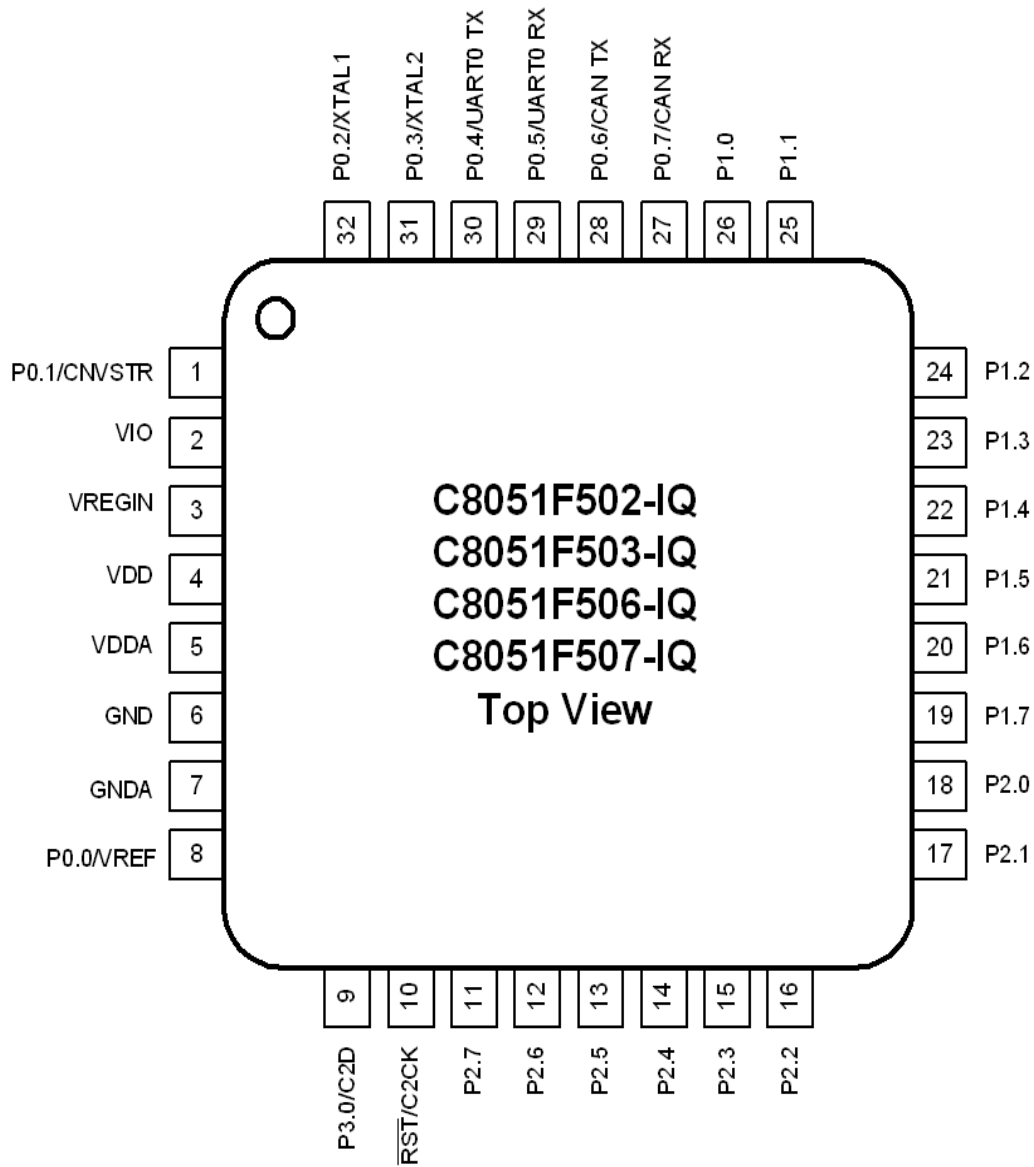 P0.2/XTAL1
P0.3/XTAL2
P0.4/UART0 TX
P0.5/UART0 RX
P0.6/CAN TX
P0.7/CAN RX
P1.0
P1.1
32
31
30
29
28
27
26
25
P0.1/CNVSTR 1
VIO 2
VREGIN 3
VDD 4
VDDA 5
GND 6
GNDA 7
P0.0/VREF 8
C8051F502-IQ
C8051F503-IQ
C8051F506-IQ
C8051F507-IQ
Top View
24 P1.2
23 P1.3
22 P1.4
21 P1.5
20 P1.6
19 P1.7
18 P2.0
17 P2.1
9
10
11
12
13
14
15
16
P3.0/C2D
RST/C2CK
P2.7
P2.6
P2.5
P2.4
P2.3
P2.2